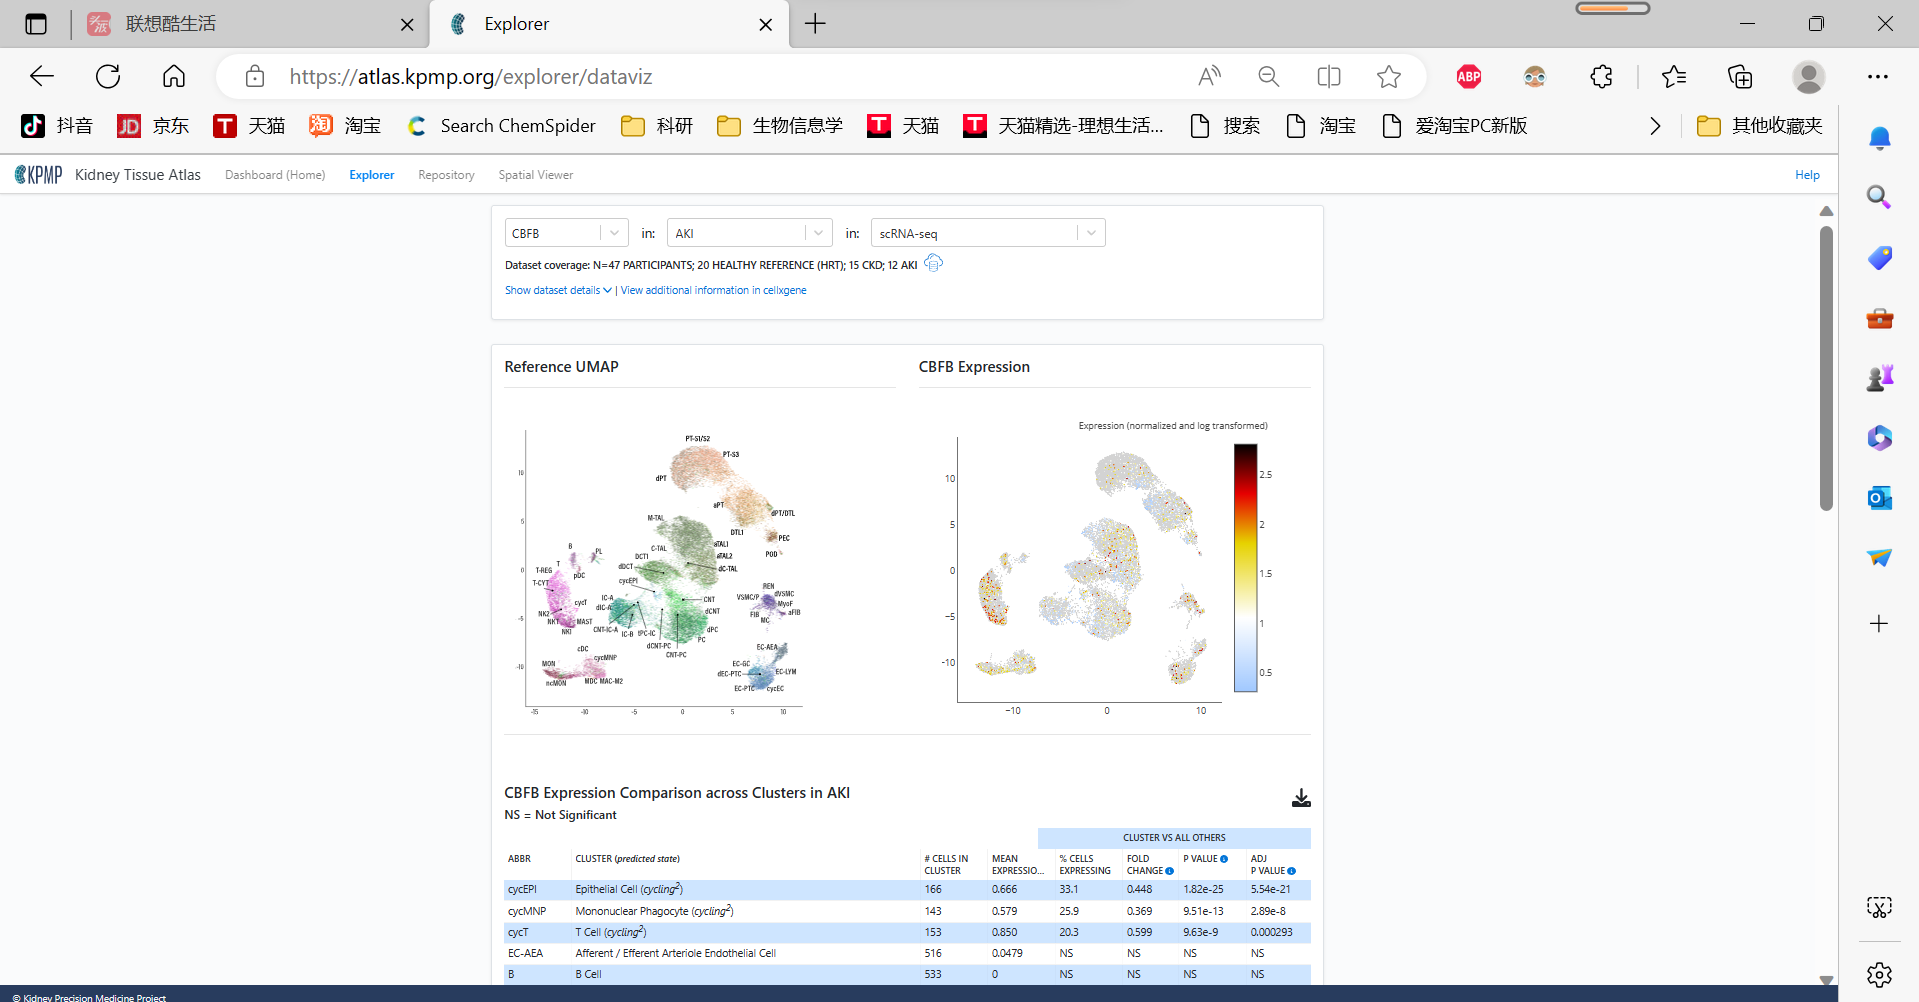 联想酷生活
Explorer
https://atlas.kpmp.org/explorer/dataviz
ABP
抖音 京东 天猫 淘宝 Search ChemSpider 科研 生物信息学 天猫 天猫精选-理想生活... 搜索 淘宝 爱淘宝PC新版 其他收藏夹
KPMP Kidney Tissue Atlas Dashboard (Home) Explorer Repository Spatial Viewer Help
CBFB in: AKI in: scRNA-seq
Dataset coverage: N=47 PARTICIPANTS; 20 HEALTHY REFERENCE (HRT); 15 CKD; 12 AKI
Show dataset details | View additional information in cellxgene
Reference UMAP
PT-S1/S2
PT-S3
dPT
aPT
dPT/DTL
M-TAL
DTL1
PEC
POD
C-TAL
aTAL1
aTAL2
dC-TAL
DCT1
dDCT
cycEPI
B
PL
T
pDC
T-REG
T-CYT
cycT
NK2
NKT
NK1
MAST
IC-A
dIC-A
CNT-IC-A
IC-B
tPC-IC
dCNT-PC
CNT-PC
CNT
dCNT
dPC
PC
REN
VSMC/P
dVSMC
MyoF
aFIB
FIB
MC
cDC
cycMNP
MON
ncMON
MDC
MAC-M2
EC-AEA
EC-GC
dEC-PTC
EC-LYM
EC-PTC
cycEC
10
5
0
-5
-10
-15 -10 -5 0 5 10
CBFB Expression
Expression (normalized and log transformed)
10
5
0
−5
−10
−10 0 10
2.5
2
1.5
1
0.5
CBFB Expression Comparison across Clusters in AKI
NS = Not Significant
CLUSTER VS ALL OTHERS
ABBR CLUSTER (predicted state) # CELLS IN CLUSTER MEAN EXPRESSIO... % CELLS EXPRESSING FOLD CHANGE P VALUE ADJ P VALUE
cycEPI Epithelial Cell (cycling2) 166 0.666 33.1 0.448 1.82e-25 5.54e-21
cycMNP Mononuclear Phagocyte (cycling2) 143 0.579 25.9 0.369 9.51e-13 2.89e-8
cycT T Cell (cycling2) 153 0.850 20.3 0.599 9.63e-9 0.000293
EC-AEA Afferent / Efferent Arteriole Endothelial Cell 516 0.0479 NS NS NS NS
B B Cell 533 0 NS NS NS NS
© Kidney Precision Medicine Project